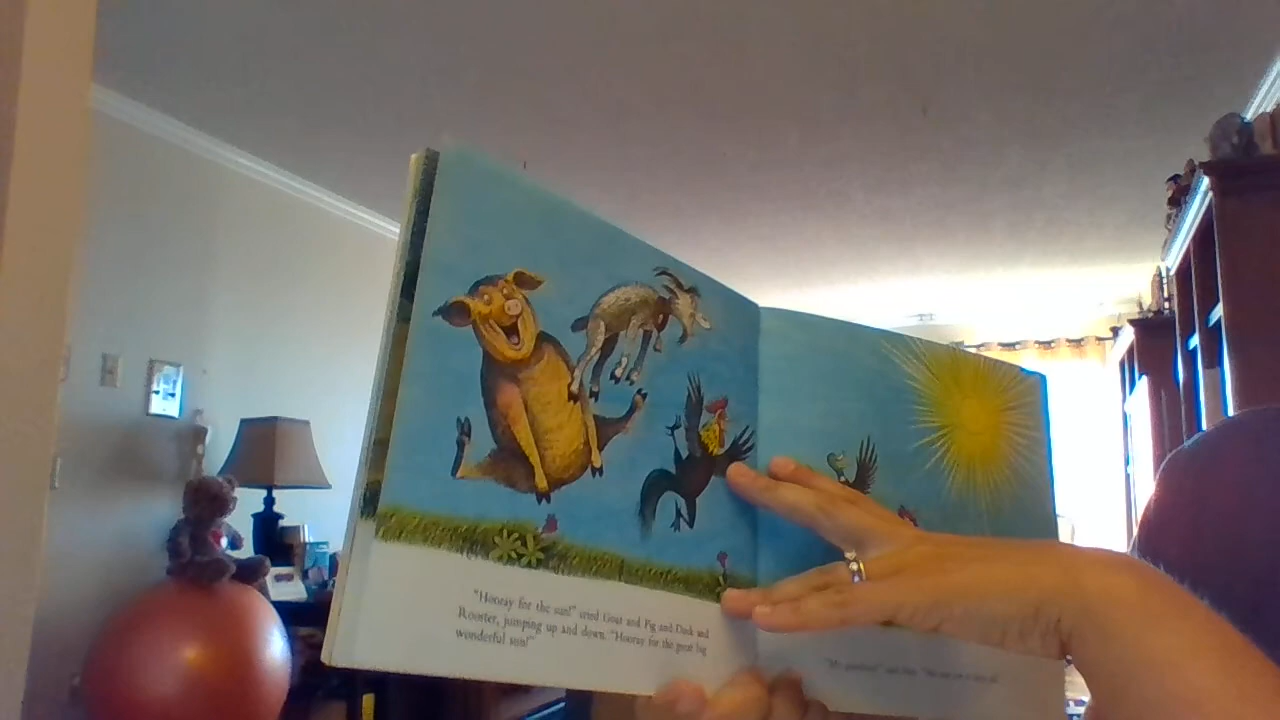 "Hooray for the sun!" cried Goat and Pig and Duck and
Rooster, jumping up and down. "Hooray for the great big
wonderful sun!"